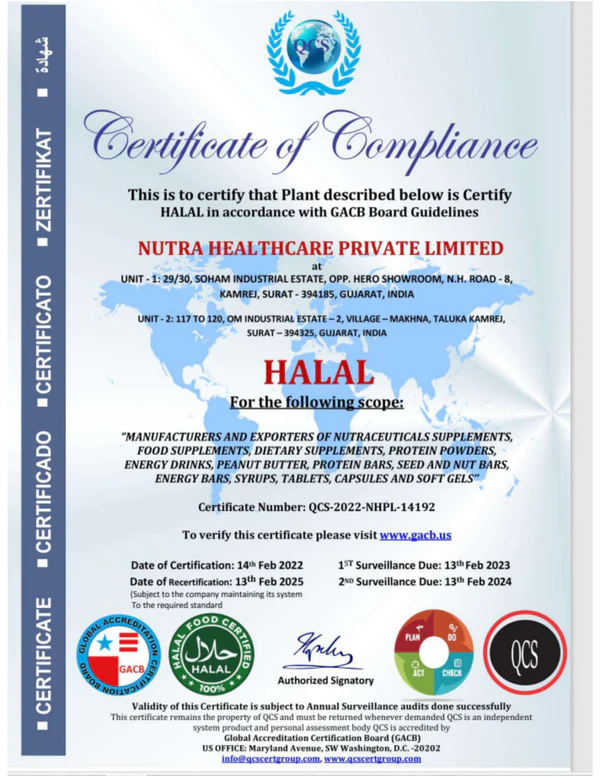 QCS
Certificate of Compliance
This is to certify that Plant described below is Certify
HALAL in accordance with GACB Board Guidelines
NUTRA HEALTHCARE PRIVATE LIMITED
at
UNIT - 1: 29/30, SOHAM INDUSTRIAL ESTATE, OPP. HERO SHOWROOM, N.H. ROAD - 8,
KAMREJ, SURAT - 394185, GUJARAT, INDIA
UNIT - 2: 117 TO 120, OM INDUSTRIAL ESTATE – 2, VILLAGE – MAKHNA, TALUKA KAMREJ,
SURAT – 394325, GUJARAT, INDIA
HALAL
For the following scope:
"MANUFACTURERS AND EXPORTERS OF NUTRACEUTICALS SUPPLEMENTS,
FOOD SUPPLEMENTS, DIETARY SUPPLEMENTS, PROTEIN POWDERS,
ENERGY DRINKS, PEANUT BUTTER, PROTEIN BARS, SEED AND NUT BARS,
ENERGY BARS, SYRUPS, TABLETS, CAPSULES AND SOFT GELS"
Certificate Number: QCS-2022-NHPL-14192
To verify this certificate please visit www.gacb.us
Date of Certification: 14th Feb 2022 1ST Surveillance Due: 13th Feb 2023
Date of Recertification: 13th Feb 2025 2ND Surveillance Due: 13th Feb 2024
(Subject to the company maintaining its system
To the required standard
GLOBAL ACCREDITATION CERTIFICATION BOARD
GACB
HALAL FOOD CERTIFIED
حلال
HALAL
100%
Authorized Signatory
PLAN
DO
ACT
CHECK
QCS
Validity of this Certificate is subject to Annual Surveillance audits done successfully
This certificate remains the property of QCS and must be returned whenever demanded QCS is an independent
system product and personal assessment body QCS is accredited by
Global Accreditation Certification Board (GACB)
US OFFICE: Maryland Avenue, SW Washington, D.C. -20202
info@qcscertgroup.com, www.qcscertgroup.com
■ CERTIFICATE ■ CERTIFICADO ■ CERTIFICATO ■ ZERTIFIKAT ■ شهادة